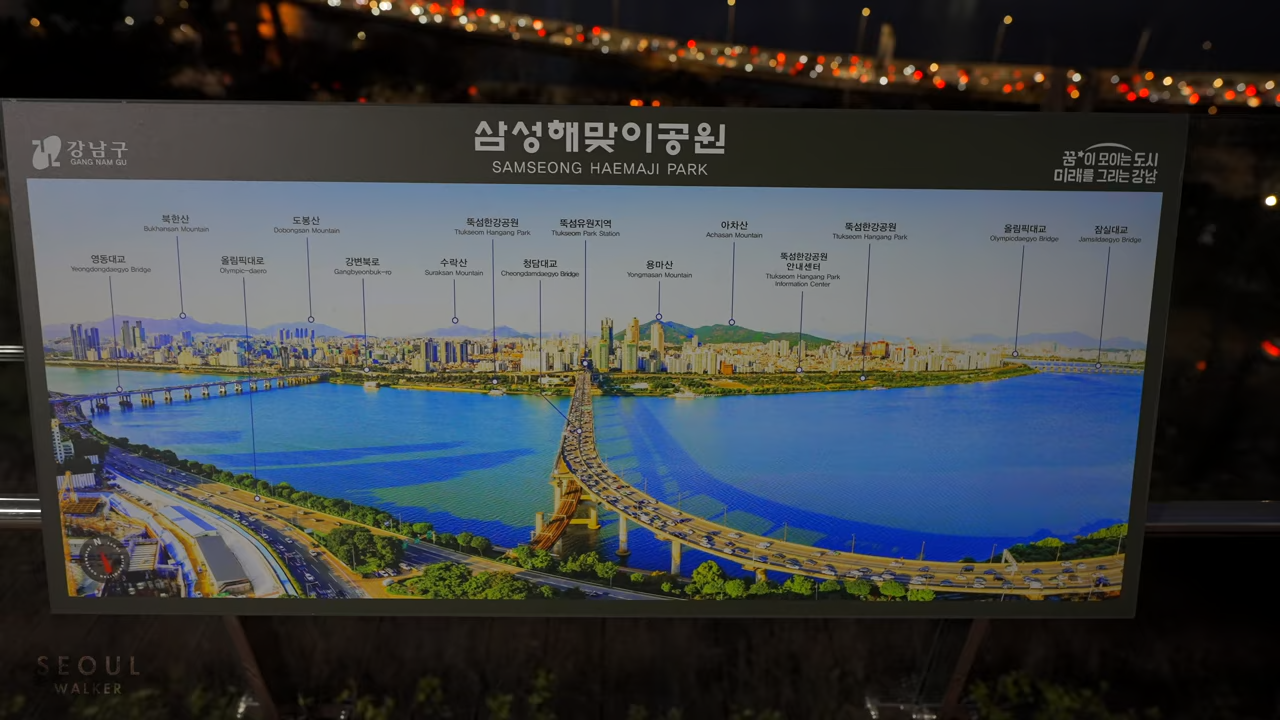 강남구
GANG NAM GU
삼성해맞이공원
SAMSEONG HAEMAJI PARK
꿈*이 모이는 도시
미래를 그리는 강남
북한산
Bukhansan Mountain
도봉산
Dobongsan Mountain
뚝섬한강공원
Ttukseom Hangang Park
뚝섬유원지역
Ttukseom Park Station
아차산
Achasan Mountain
뚝섬한강공원
Ttukseom Hangang Park
올림픽대교
Olympicdaegyo Bridge
잠실대교
Jamsildaegyo Bridge
영동대교
Yeongdongdaegyo Bridge
올림픽대로
Olympic-daero
강변북로
Gangbyeonbuk-ro
수락산
Suraksan Mountain
청담대교
Cheongdamdaegyo Bridge
용마산
Yongmasan Mountain
뚝섬한강공원
안내센터
Ttukseom Hangang Park
Information Center
SEOUL
WALKER